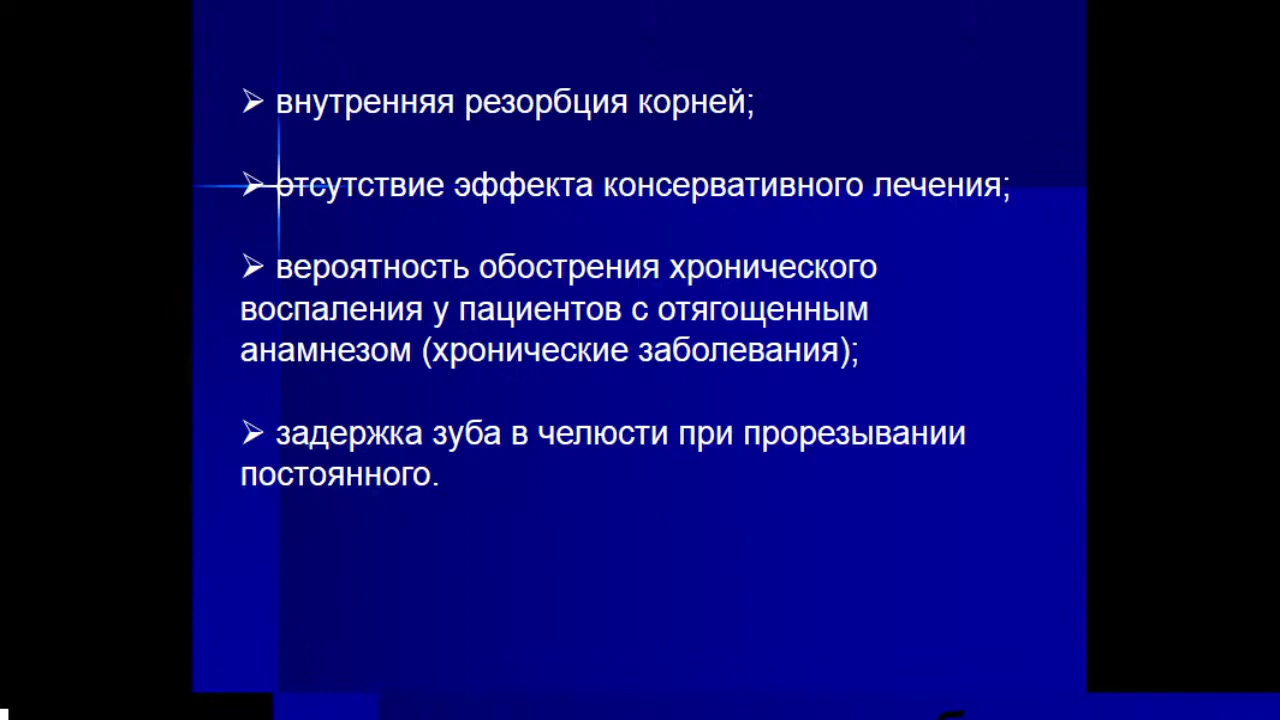 ➢ внутренняя резорбция корней;
➢ отсутствие эффекта консервативного лечения;
➢ вероятность обострения хронического
воспаления у пациентов с отягощенным
анамнезом (хронические заболевания);
➢ задержка зуба в челюсти при прорезывании
постоянного.